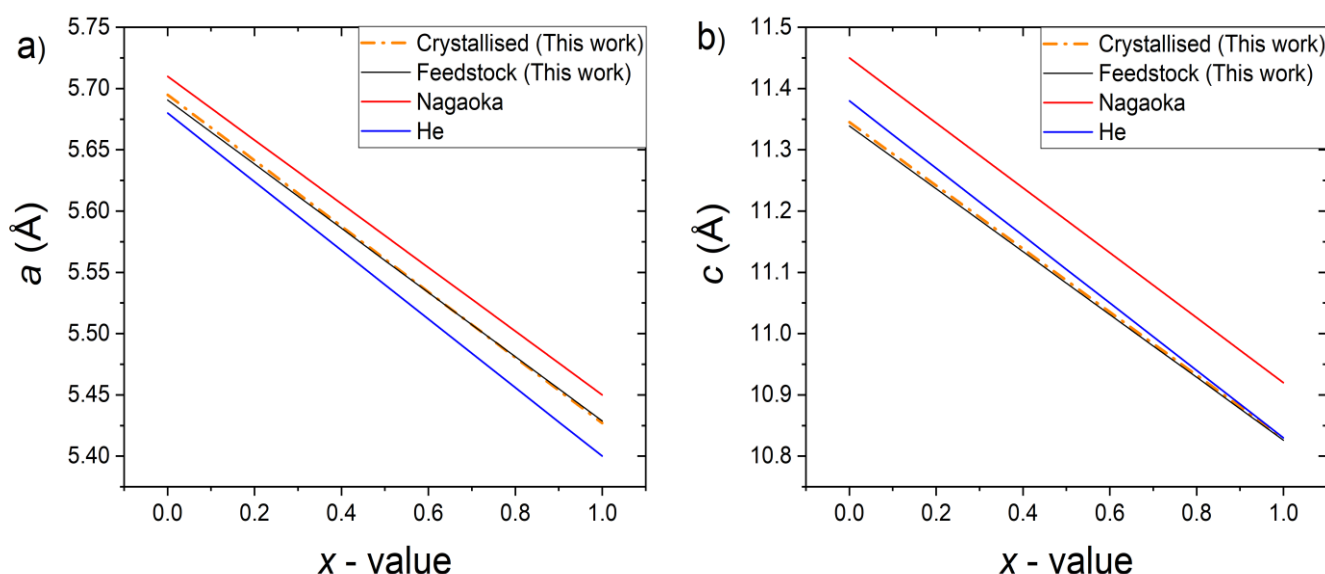 a)
Crystallised (This work)
Feedstock (This work)
Nagaoka
He
5.75
5.70
5.65
5.60
5.55
5.50
5.45
5.40
a (Å)
0.0 0.2 0.4 0.6 0.8 1.0
x - value
b)
Crystallised (This work)
Feedstock (This work)
Nagaoka
He
11.5
11.4
11.3
11.2
11.1
11.0
10.9
10.8
c (Å)
0.0 0.2 0.4 0.6 0.8 1.0
x - value